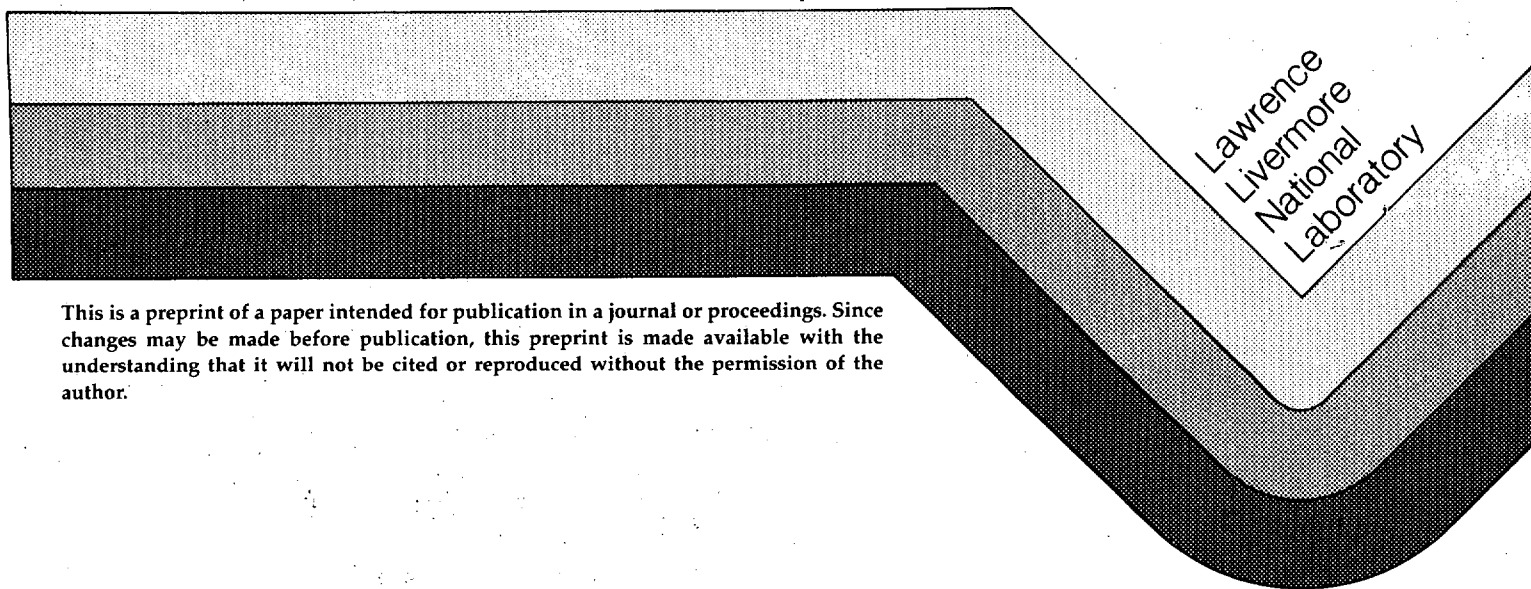 Lawrence
Livermore
National
Laboratory
This is a preprint of a paper intended for publication in a journal or proceedings. Since
changes may be made before publication, this preprint is made available with the
understanding that it will not be cited or reproduced without the permission of the
author.